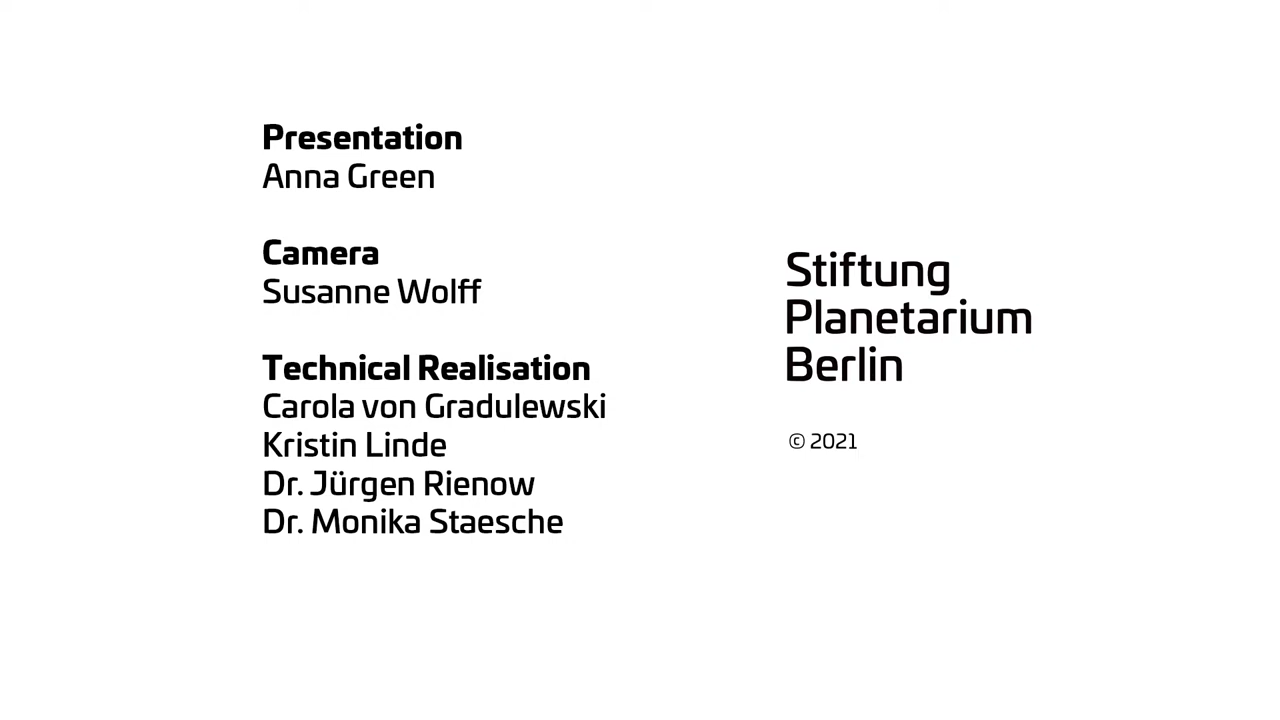 Presentation
Anna Green
Camera
Susanne Wolff
Technical Realisation
Carola von Gradulewski
Kristin Linde
Dr. Jürgen Rienow
Dr. Monika Staesche
Stiftung
Planetarium
Berlin
© 2021